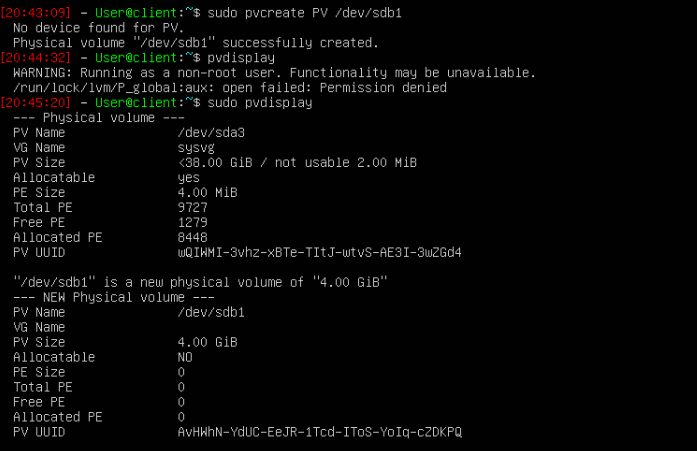 [20:43:09] - User@client:~$ sudo pvcreate PV /dev/sdb1
No device found for PV.
Physical volume "/dev/sdb1" successfully created.
[20:44:32] - User@client:~$ pvdisplay
WARNING: Running as a non-root user. Functionality may be unavailable.
/run/lock/lvm/P_global:aux: open failed: Permission denied
[20:45:20] - User@client:~$ sudo pvdisplay
--- Physical volume ---
PV Name /dev/sda3
VG Name sysvg
PV Size <38.00 GiB / not usable 2.00 MiB
Allocatable yes
PE Size 4.00 MiB
Total PE 9727
Free PE 1279
Allocated PE 8448
PV UUID wQIWMI-3vhz-xBTe-TItJ-wtvS-AE3I-3wZGd4
"/dev/sdb1" is a new physical volume of "4.00 GiB"
--- NEW Physical volume ---
PV Name /dev/sdb1
VG Name
PV Size 4.00 GiB
Allocatable NO
PE Size 0
Total PE 0
Free PE 0
Allocated PE 0
PV UUID AvHWhN-YdUC-EeJR-1Tcd-IToS-YoIq-cZDKPQ